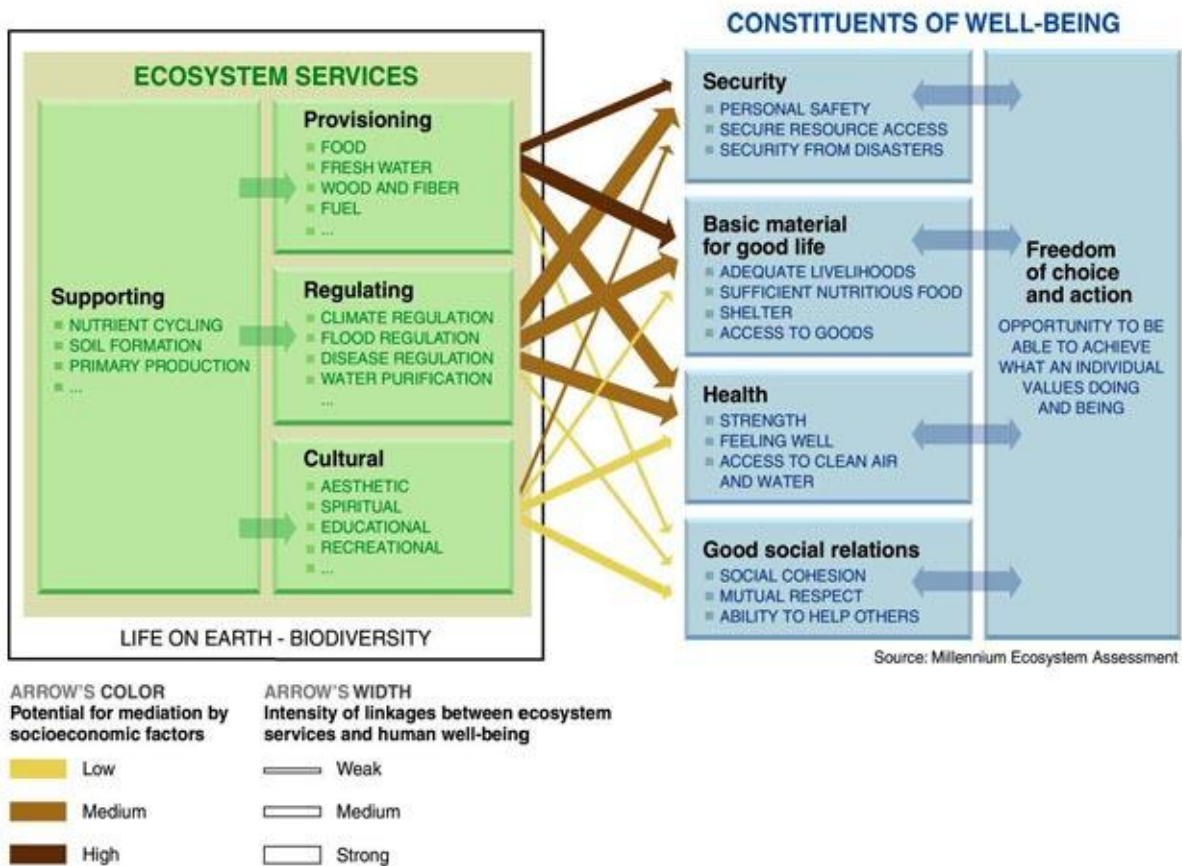 CONSTITUENTS OF WELL-BEING
ECOSYSTEM SERVICES
Supporting
NUTRIENT CYCLING
SOIL FORMATION
PRIMARY PRODUCTION
...
Provisioning
FOOD
FRESH WATER
WOOD AND FIBER
FUEL
...
Regulating
CLIMATE REGULATION
FLOOD REGULATION
DISEASE REGULATION
WATER PURIFICATION
...
Cultural
AESTHETIC
SPIRITUAL
EDUCATIONAL
RECREATIONAL
...
LIFE ON EARTH - BIODIVERSITY
Security
PERSONAL SAFETY
SECURE RESOURCE ACCESS
SECURITY FROM DISASTERS
Basic material
for good life
ADEQUATE LIVELIHOODS
SUFFICIENT NUTRITIOUS FOOD
SHELTER
ACCESS TO GOODS
Health
STRENGTH
FEELING WELL
ACCESS TO CLEAN AIR
AND WATER
Good social relations
SOCIAL COHESION
MUTUAL RESPECT
ABILITY TO HELP OTHERS
Freedom
of choice
and action
OPPORTUNITY TO BE
ABLE TO ACHIEVE
WHAT AN INDIVIDUAL
VALUES DOING
AND BEING
Source: Millennium Ecosystem Assessment
ARROW'S COLOR
Potential for mediation by
socioeconomic factors
Low
Medium
High
ARROW'S WIDTH
Intensity of linkages between ecosystem
services and human well-being
Weak
Medium
Strong